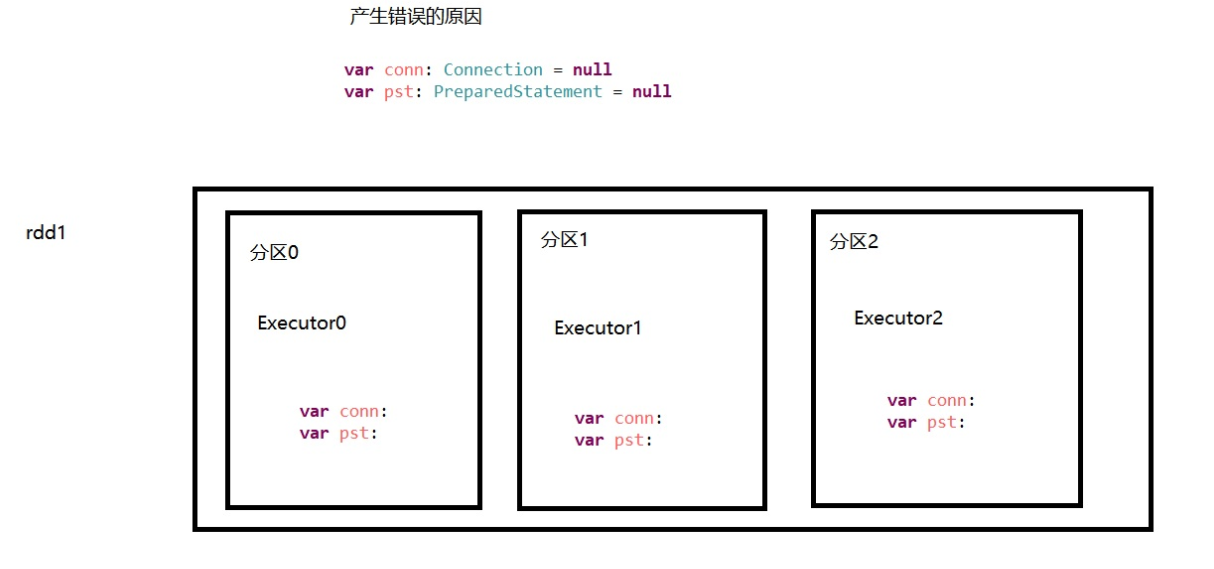 产生错误的原因
var conn: Connection = null
var pst: PreparedStatement = null
rdd1
分区0
Executor0
var conn:
var pst:
分区1
Executor1
var conn:
var pst:
分区2
Executor2
var conn:
var pst: